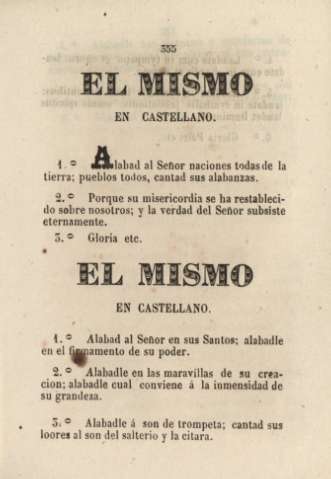 355
EL MISMO
EN CASTELLANO.
1.º Alabad al Señor naciones todas de la
tierra; pueblos todos, cantad sus alabanzas.
2.º Porque su misericordia se ha restableci-
do sobre nosotros; y la verdad del Señor subsiste
eternamente.
3.º Gloria etc.
EL MISMO
EN CASTELLANO.
1.º Alabad al Señor en sus Santos; alabadle
en el firmamento de su poder.
2.º Alabadle en las maravillas de su crea-
cion; alabadle cual conviene á la inmensidad de
su grandeza.
3.º Alabadle á son de trompeta; cantad sus
loores al son del salterio y la citara.